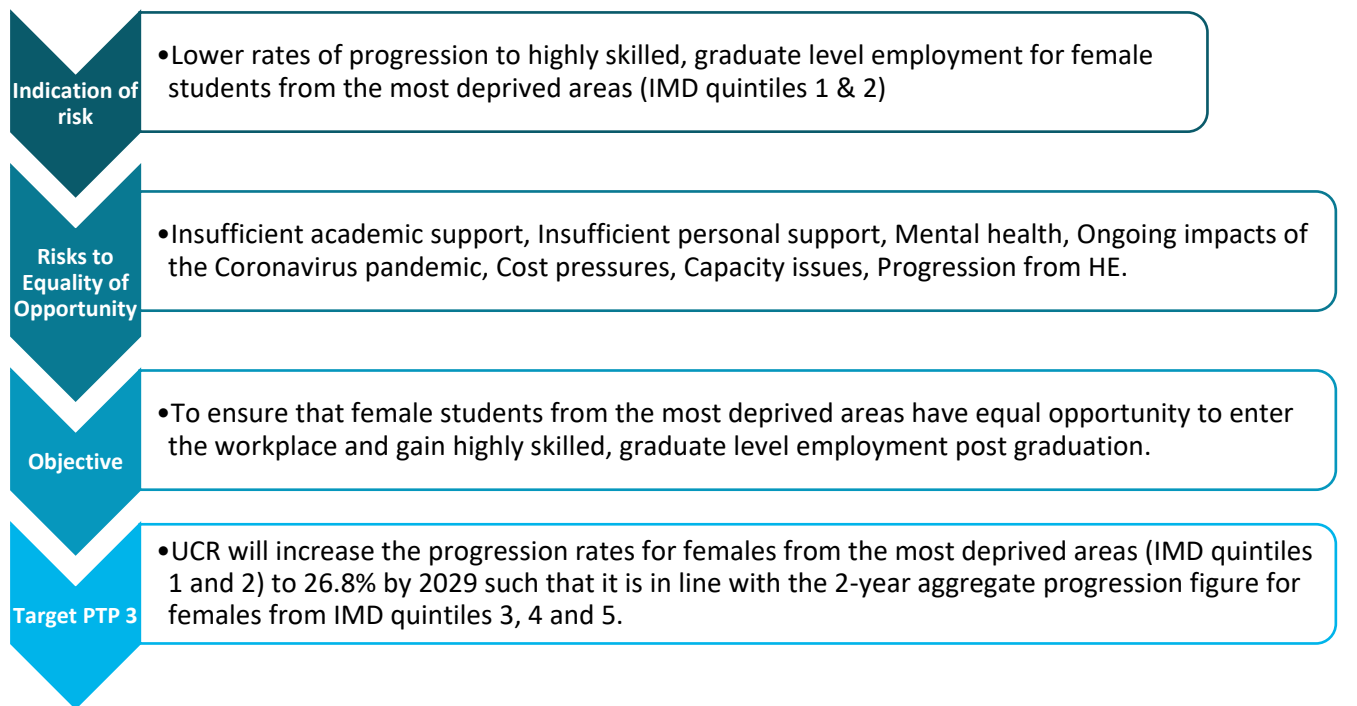 Indication of
risk
•Lower rates of progression to highly skilled, graduate level employment for female
students from the most deprived areas (IMD quintiles 1 & 2)
Risks to
Equality of
Opportunity
•Insufficient academic support, Insufficient personal support, Mental health, Ongoing impacts of
the Coronavirus pandemic, Cost pressures, Capacity issues, Progression from HE.
Objective
•To ensure that female students from the most deprived areas have equal opportunity to enter
the workplace and gain highly skilled, graduate level employment post graduation.
Target PTP 3
•UCR will increase the progression rates for females from the most deprived areas (IMD quintiles
1 and 2) to 26.8% by 2029 such that it is in line with the 2-year aggregate progression figure for
females from IMD quintiles 3, 4 and 5.